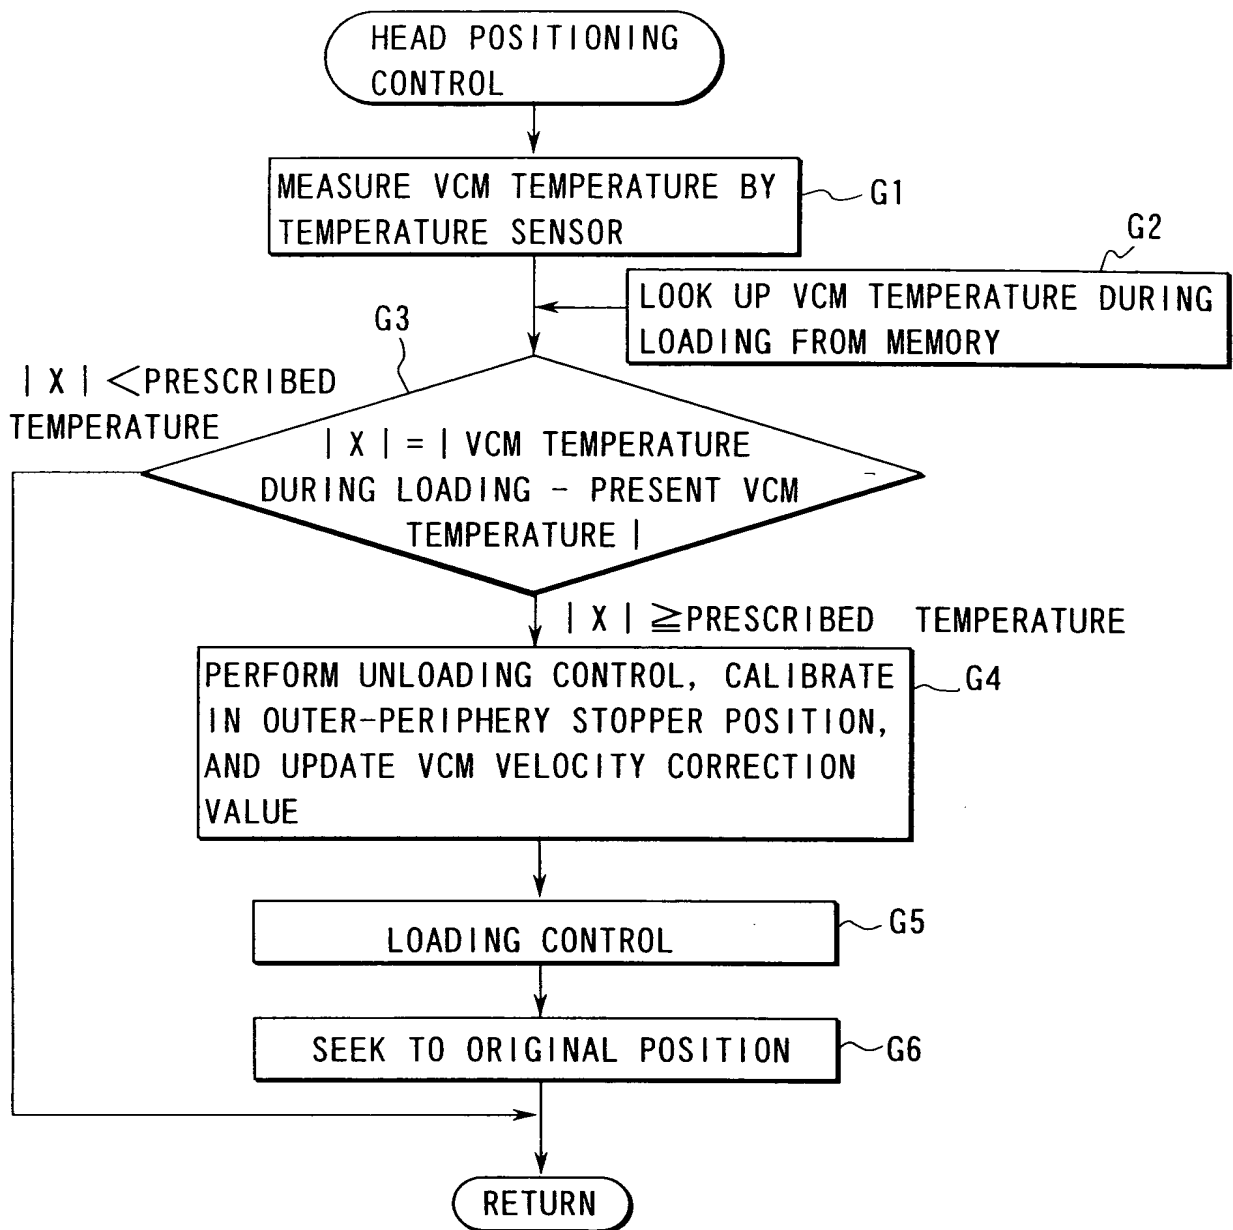 HEAD POSITIONING
CONTROL
MEASURE VCM TEMPERATURE BY
TEMPERATURE SENSOR
G1
G2
LOOK UP VCM TEMPERATURE DURING
LOADING FROM MEMORY
G3
| X | <PRESCRIBED
TEMPERATURE
| X | = | VCM TEMPERATURE
DURING LOADING - PRESENT VCM
TEMPERATURE |
| X | ≧PRESCRIBED TEMPERATURE
PERFORM UNLOADING CONTROL, CALIBRATE
IN OUTER-PERIPHERY STOPPER POSITION,
AND UPDATE VCM VELOCITY CORRECTION
VALUE
G4
LOADING CONTROL
G5
SEEK TO ORIGINAL POSITION
G6
RETURN